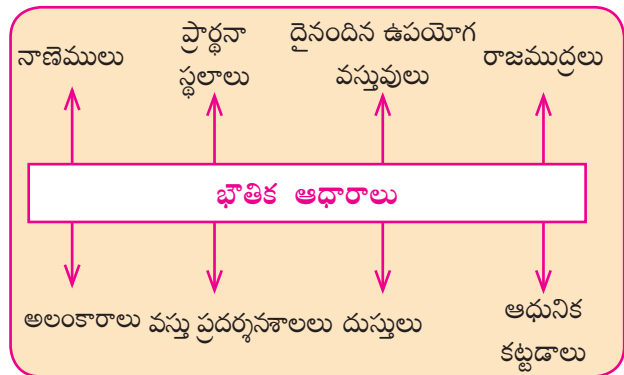 నాణెములు
ప్రార్థనా
స్థలాలు
దైనందిన ఉపయోగ
వస్తువులు
రాజముద్రలు
భౌతిక ఆధారాలు
అలంకారాలు
వస్తు ప్రదర్శనశాలలు
దుస్తులు
ఆధునిక
కట్టడాలు